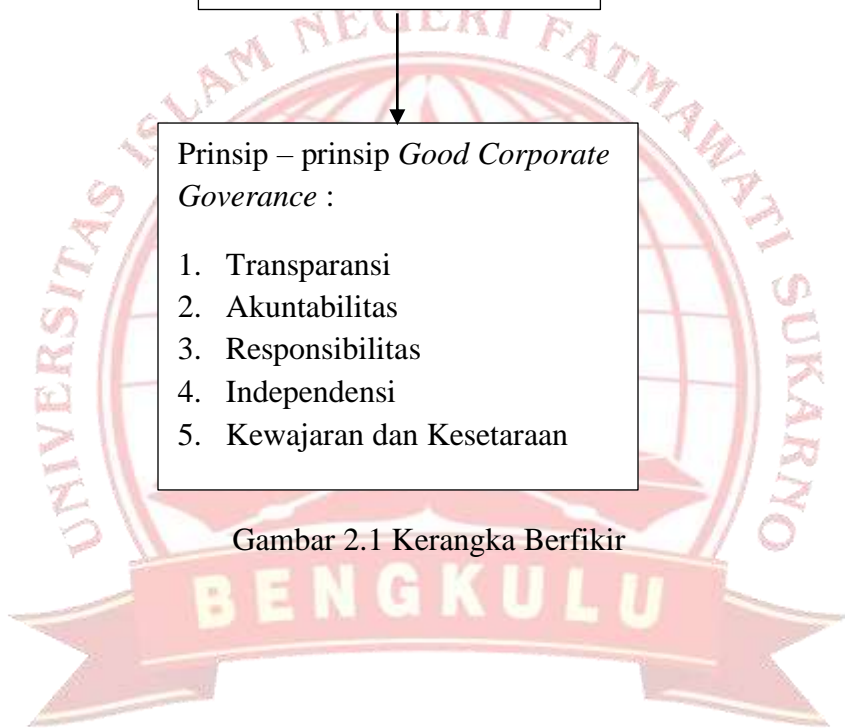 UNIVERSITAS ISLAM NEGERI FATMAWATI SUKARNO
Prinsip – prinsip Good Corporate
Goverance :
1. Transparansi
2. Akuntabilitas
3. Responsibilitas
4. Independensi
5. Kewajaran dan Kesetaraan
Gambar 2.1 Kerangka Berfikir
BENGKULU